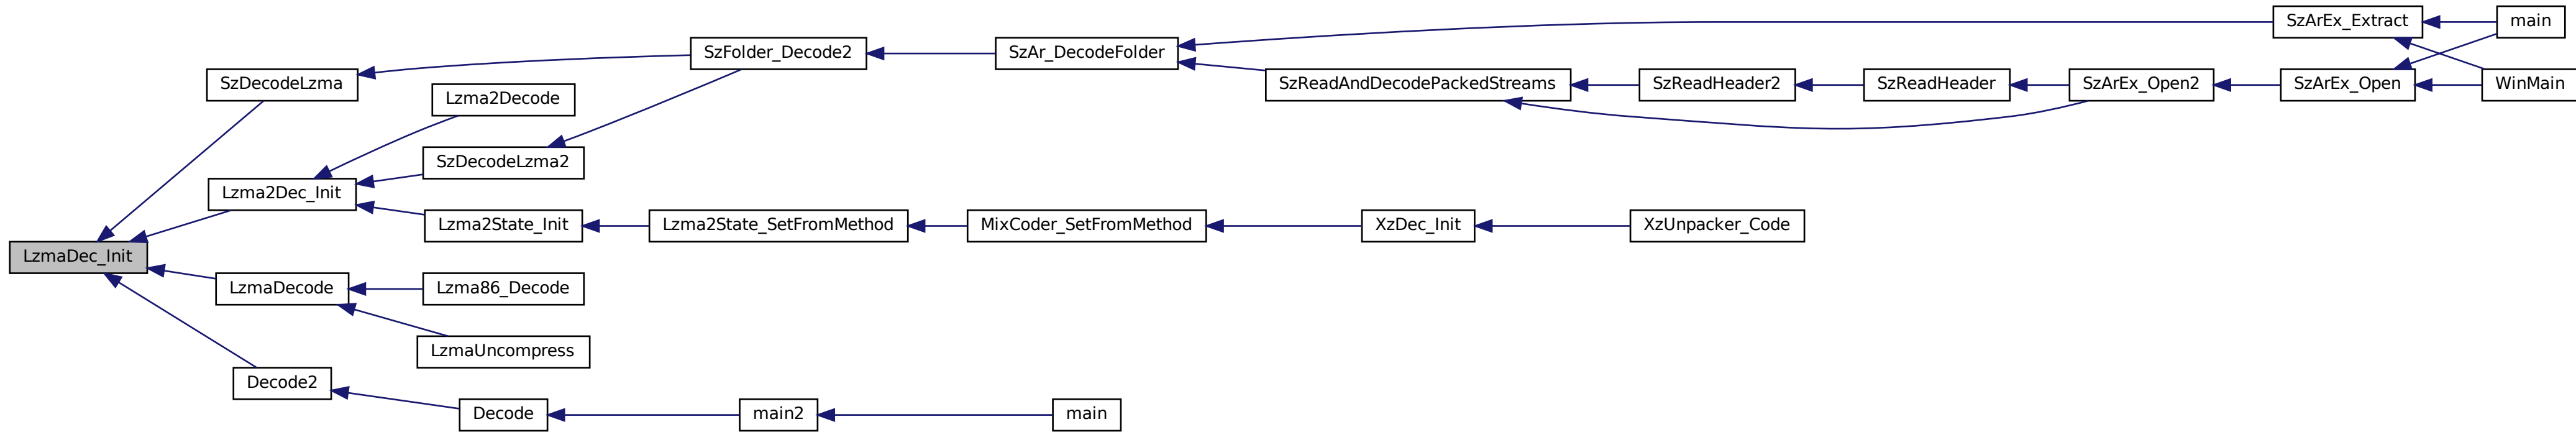 SzArEx_Extract
main
SzFolder_Decode2
SzAr_DecodeFolder
SzDecodeLzma
SzReadAndDecodePackedStreams
SzReadHeader2
SzReadHeader
SzArEx_Open2
SzArEx_Open
WinMain
Lzma2Decode
SzDecodeLzma2
Lzma2Dec_Init
Lzma2State_Init
Lzma2State_SetFromMethod
MixCoder_SetFromMethod
XzDec_Init
XzUnpacker_Code
LzmaDec_Init
LzmaDecode
Lzma86_Decode
LzmaUncompress
Decode2
Decode
main2
main